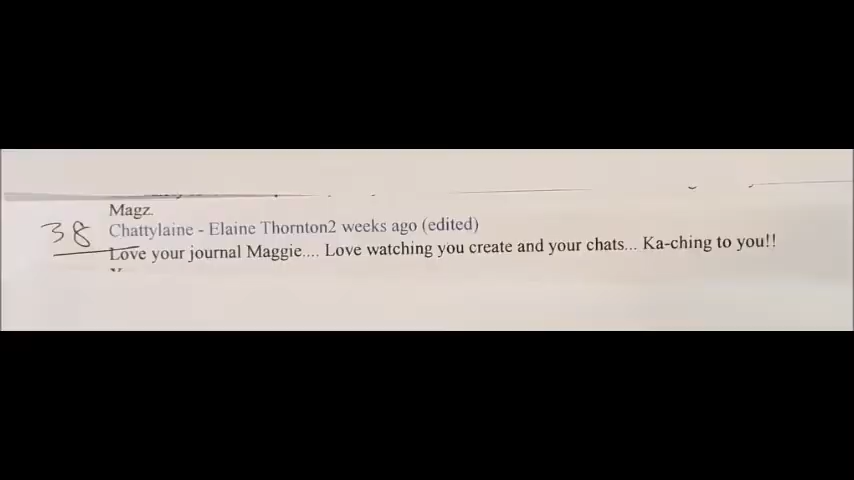 Magz.
38 Chattylaine - Elaine Thornton2 weeks ago (edited)
Love your journal Maggie.... Love watching you create and your chats... Ka-ching to you!!